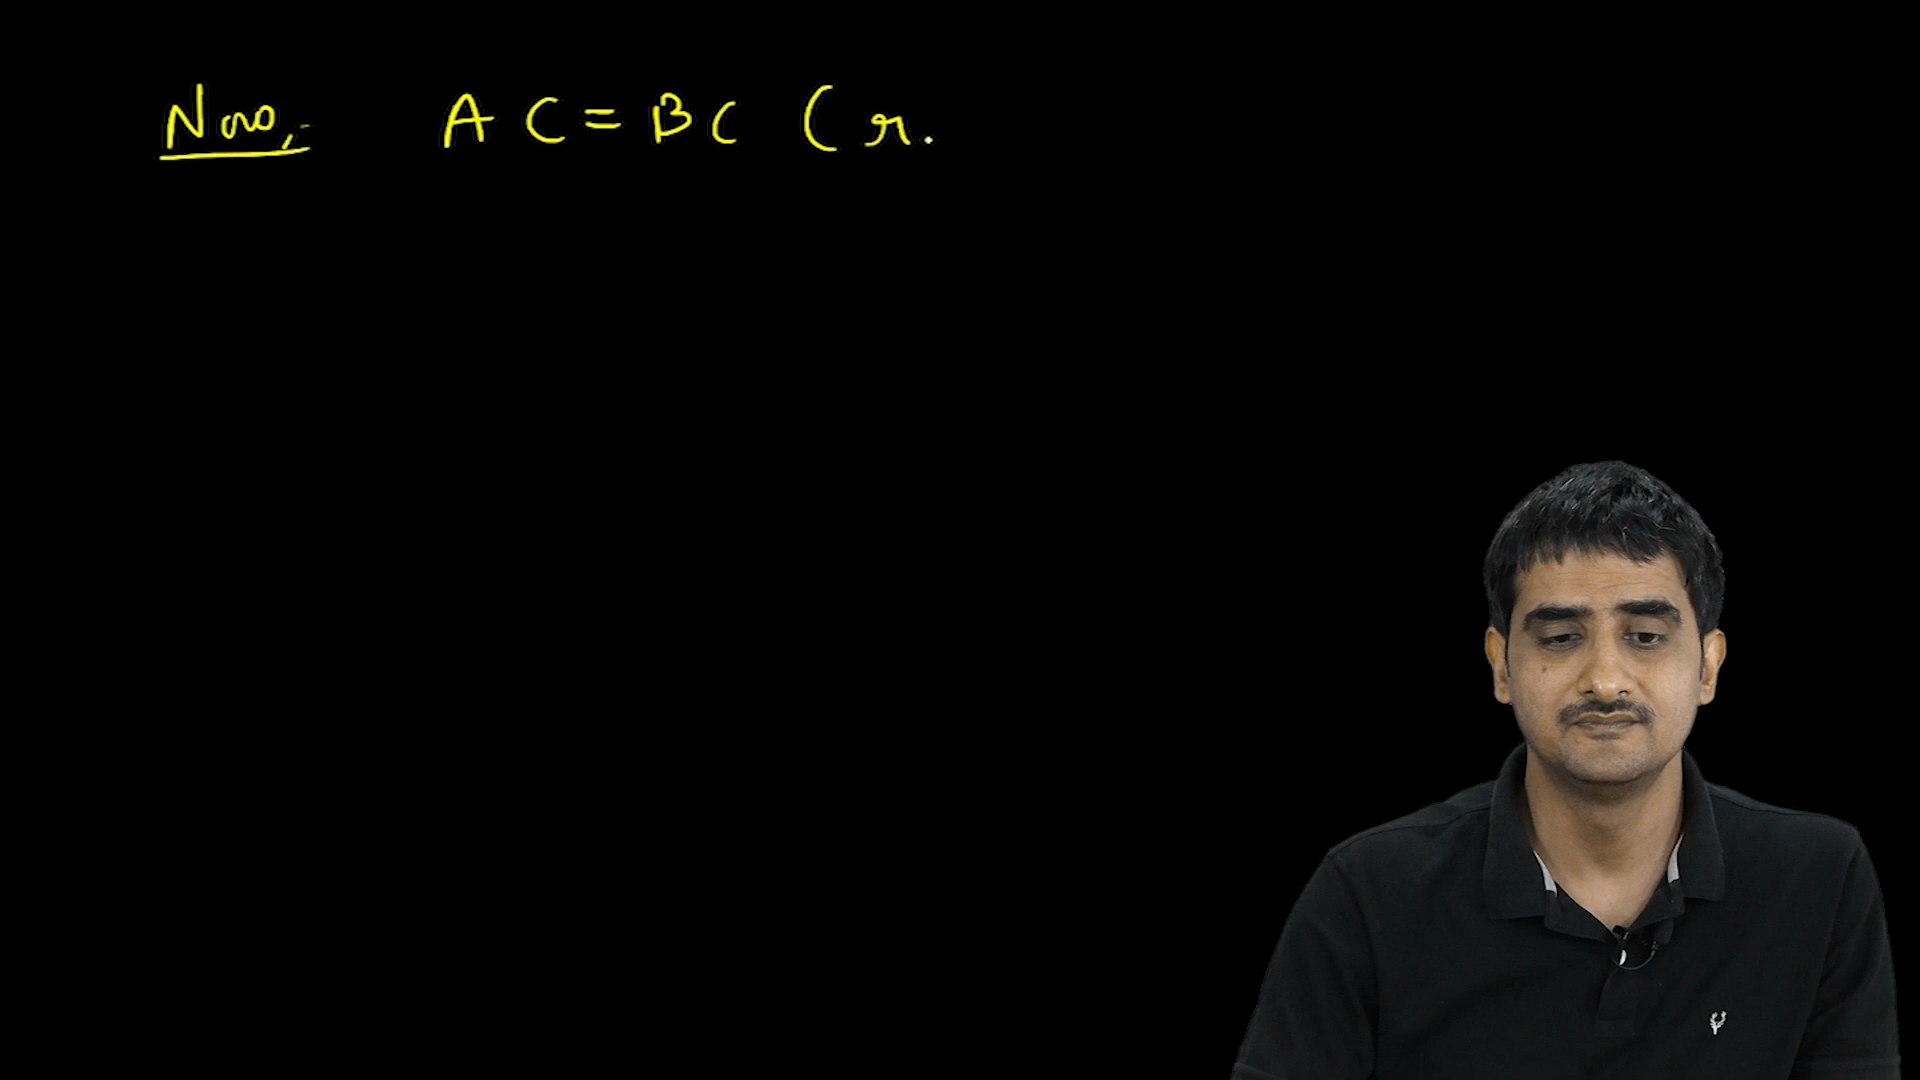 Now, AC = BC (r.